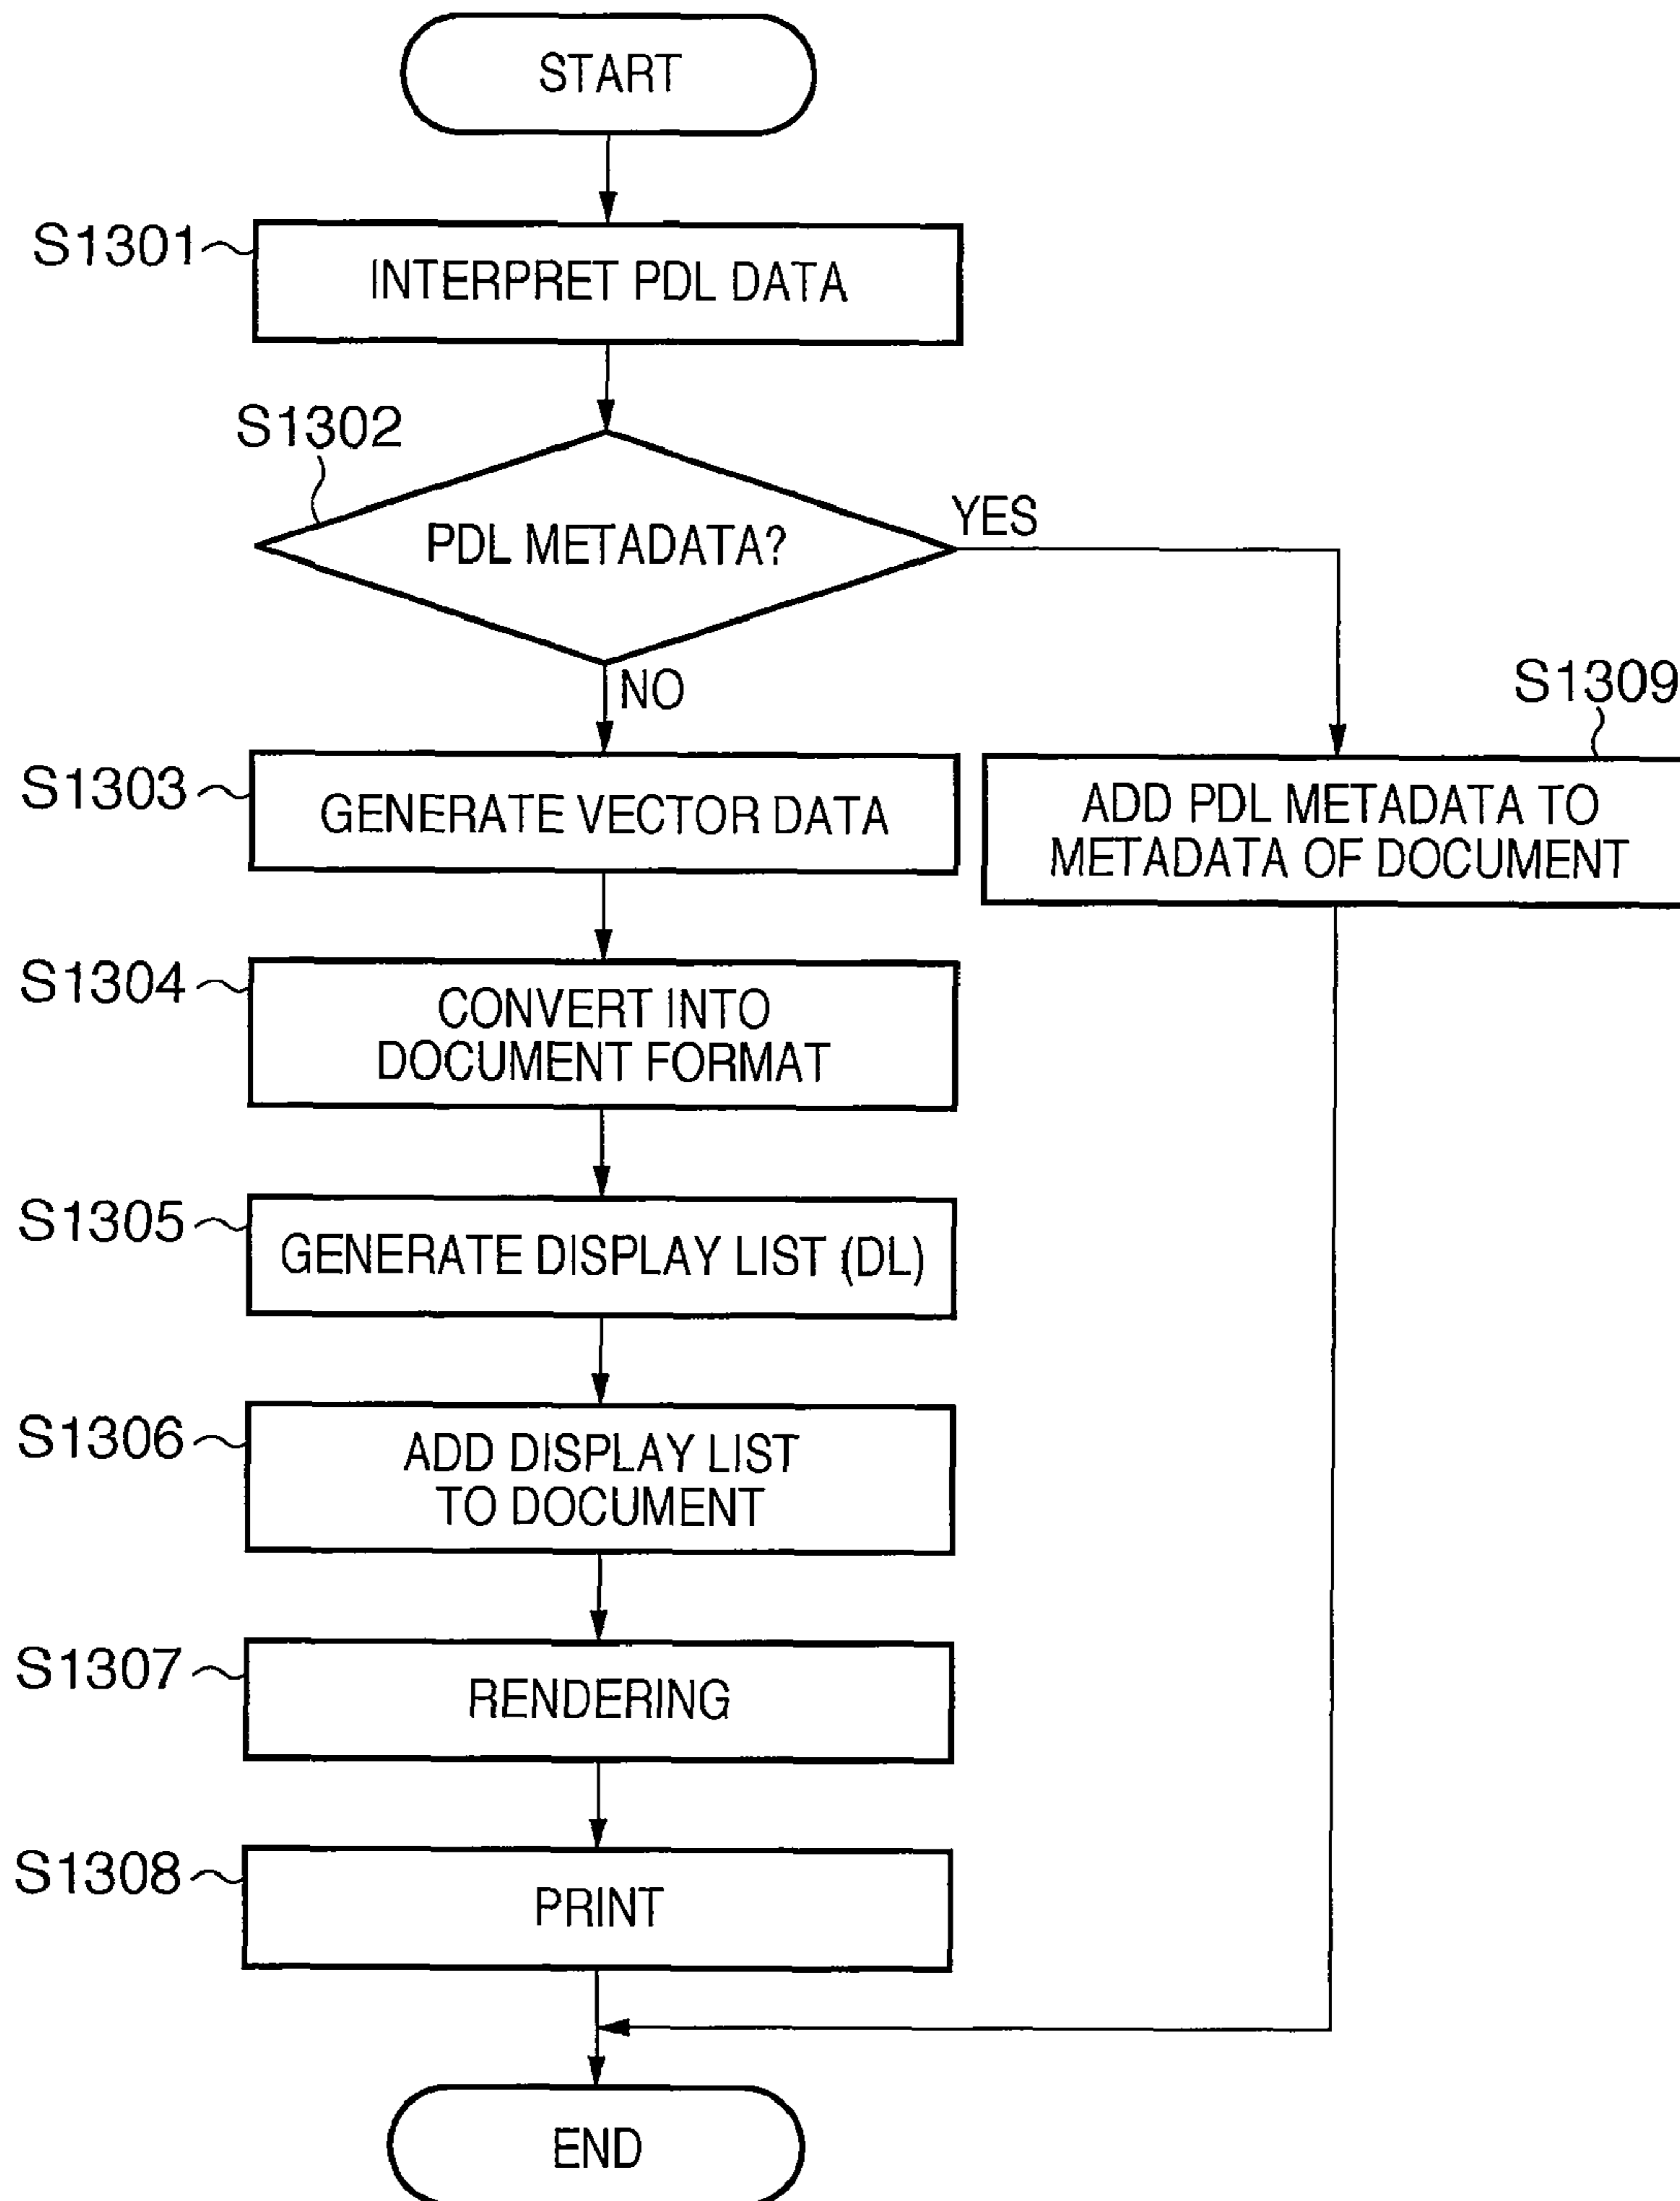 START
S1301
INTERPRET PDL DATA
S1302
PDL METADATA?
YES
NO
S1309
S1303
GENERATE VECTOR DATA
ADD PDL METADATA TO
METADATA OF DOCUMENT
S1304
CONVERT INTO
DOCUMENT FORMAT
S1305
GENERATE DISPLAY LIST (DL)
S1306
ADD DISPLAY LIST
TO DOCUMENT
S1307
RENDERING
S1308
PRINT
END